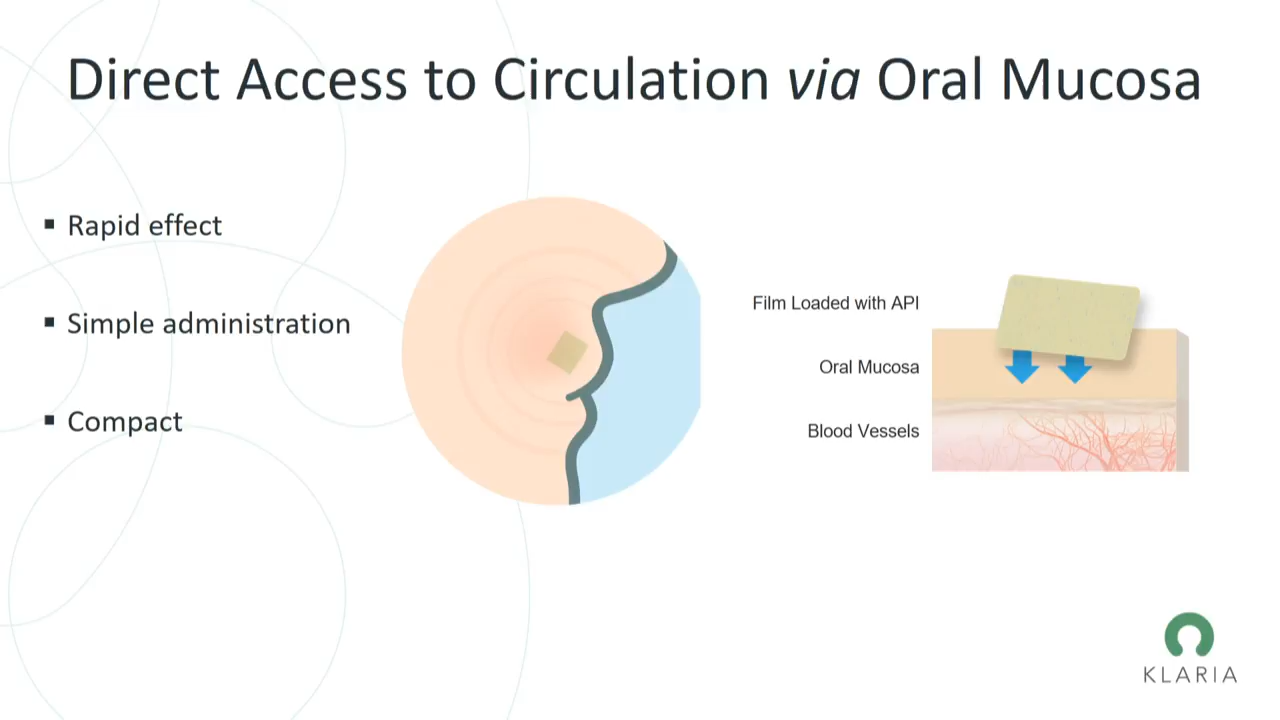 Direct Access to Circulation via Oral Mucosa
▪ Rapid effect
▪ Simple administration
▪ Compact
Film Loaded with API
Oral Mucosa
Blood Vessels
KLARIA